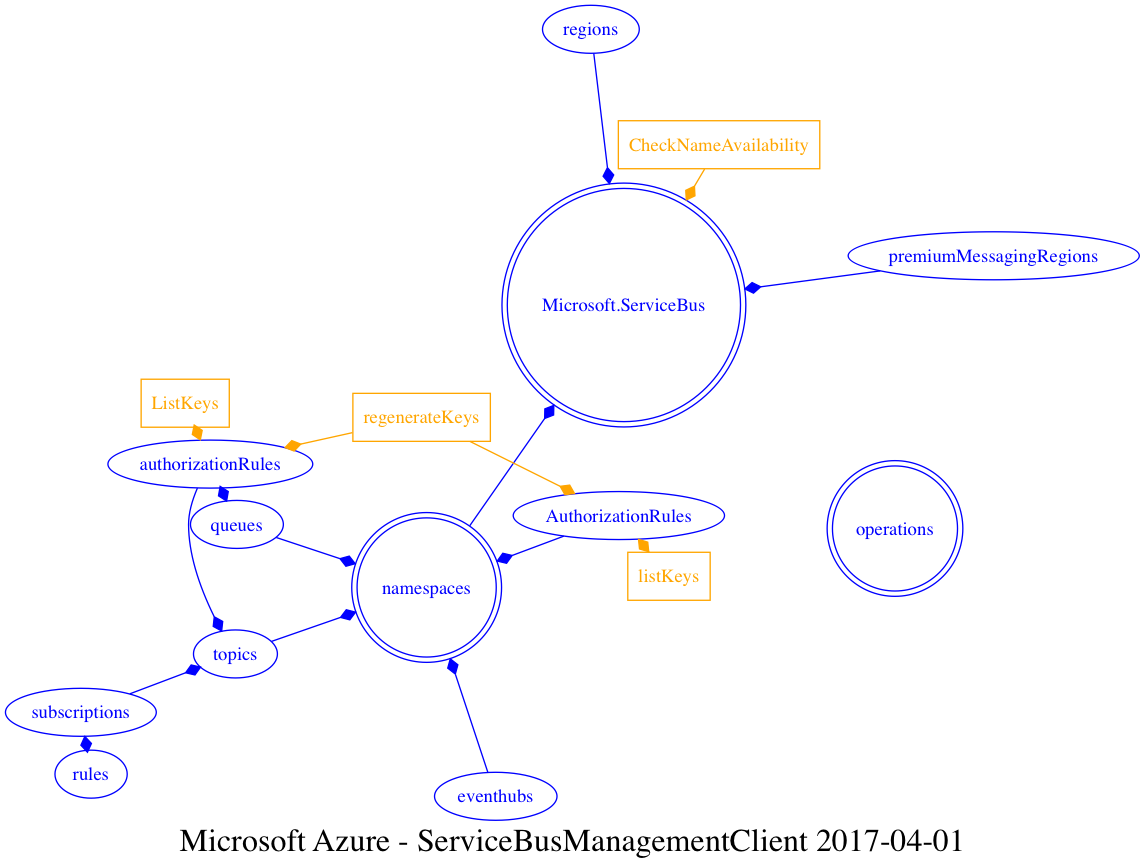 regions
CheckNameAvailability
premiumMessagingRegions
Microsoft.ServiceBus
ListKeys
regenerateKeys
authorizationRules
AuthorizationRules
queues
operations
listKeys
namespaces
topics
subscriptions
rules
eventhubs
Microsoft Azure - ServiceBusManagementClient 2017-04-01